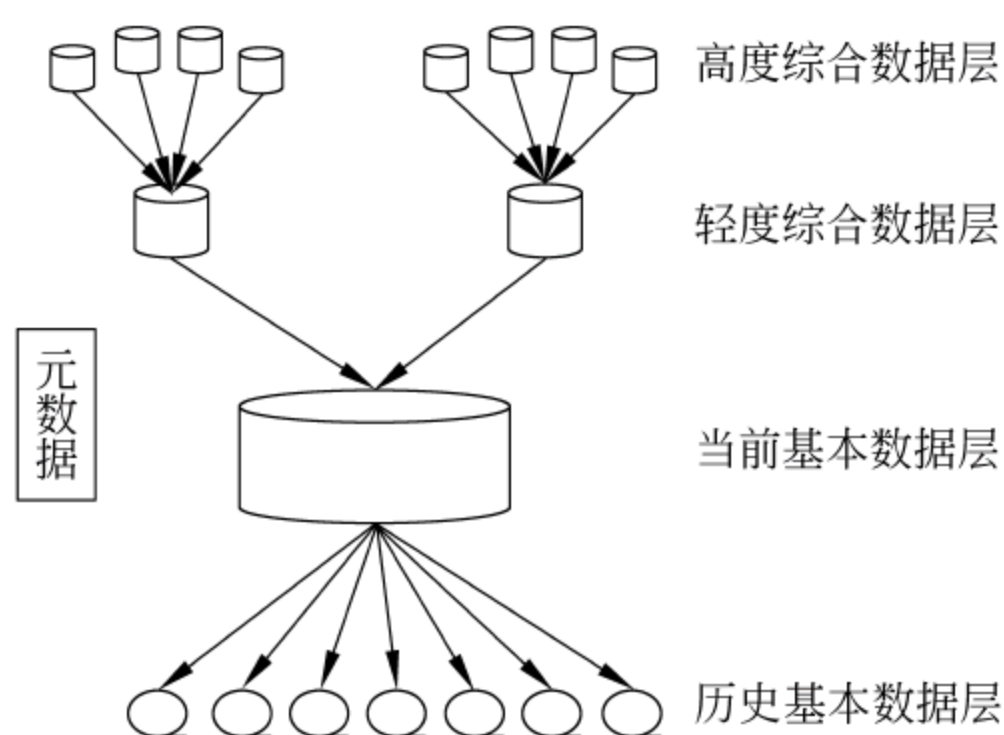 高度综合数据层
轻度综合数据层
元数据
当前基本数据层
历史基本数据层